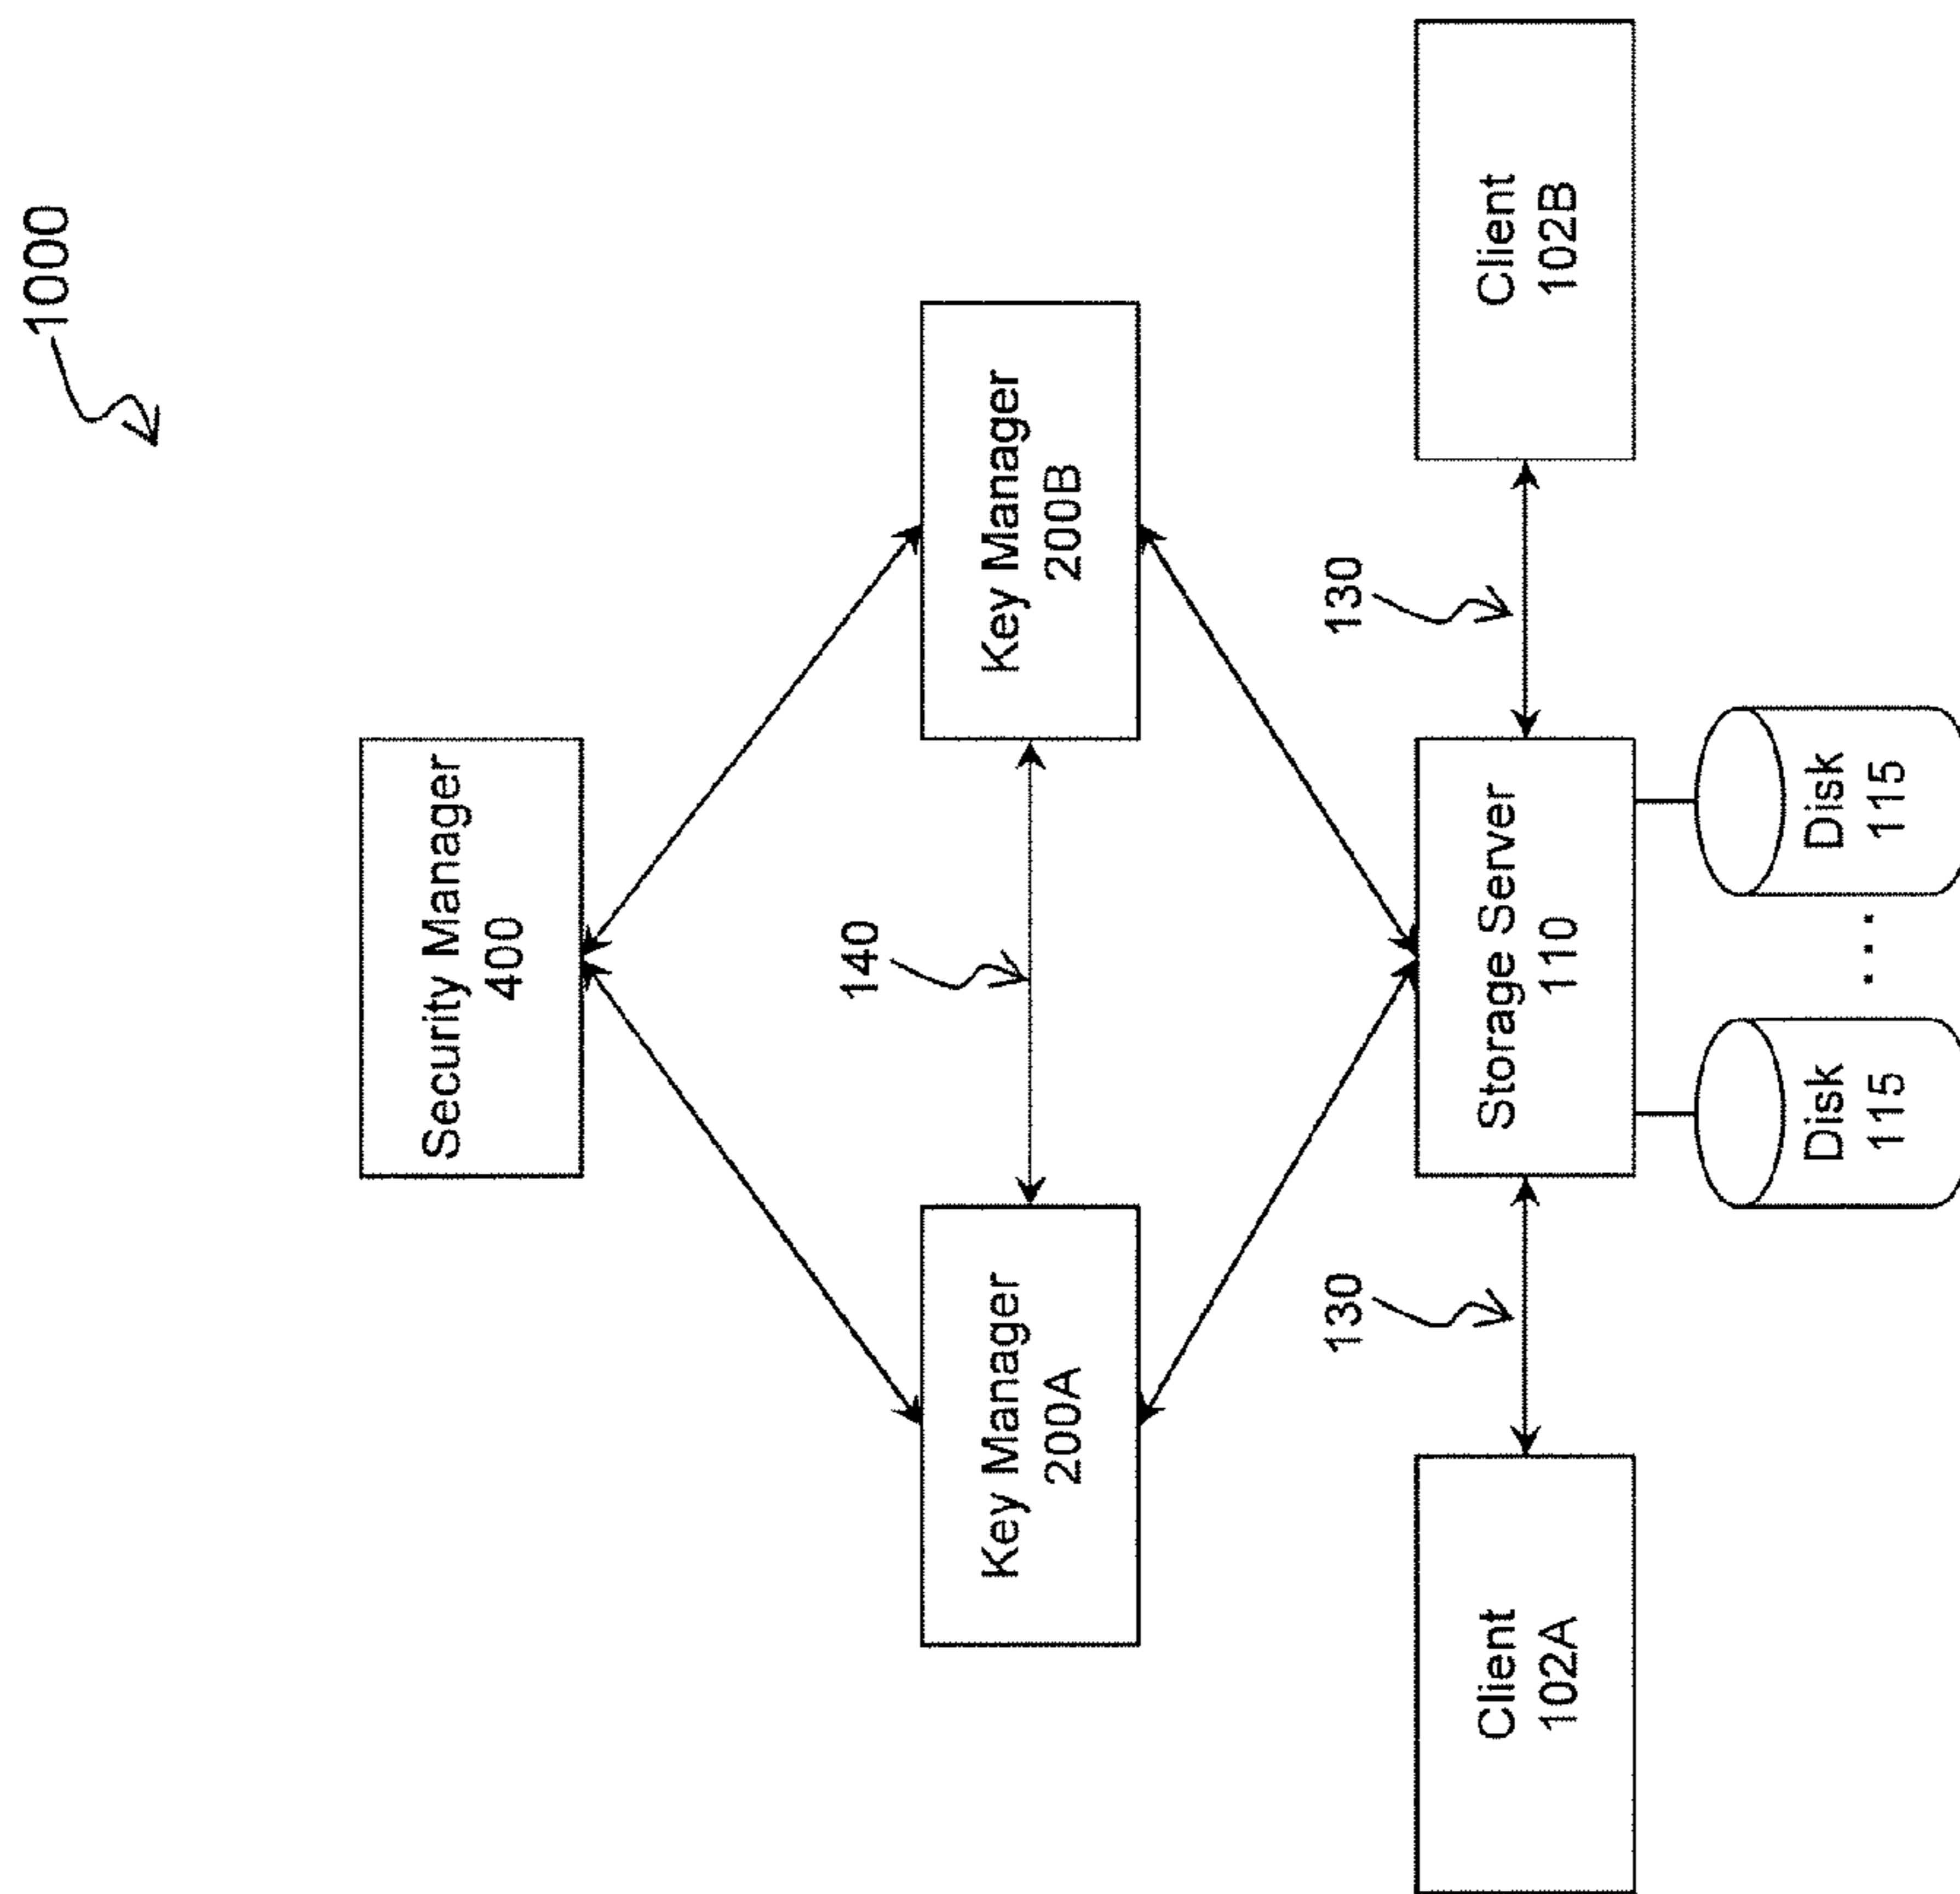 1000
Security Manager
400
140
Key Manager
200A
Key Manager
200B
130
130
Client
102A
Storage Server
110
Client
102B
Disk
115
...
Disk
115